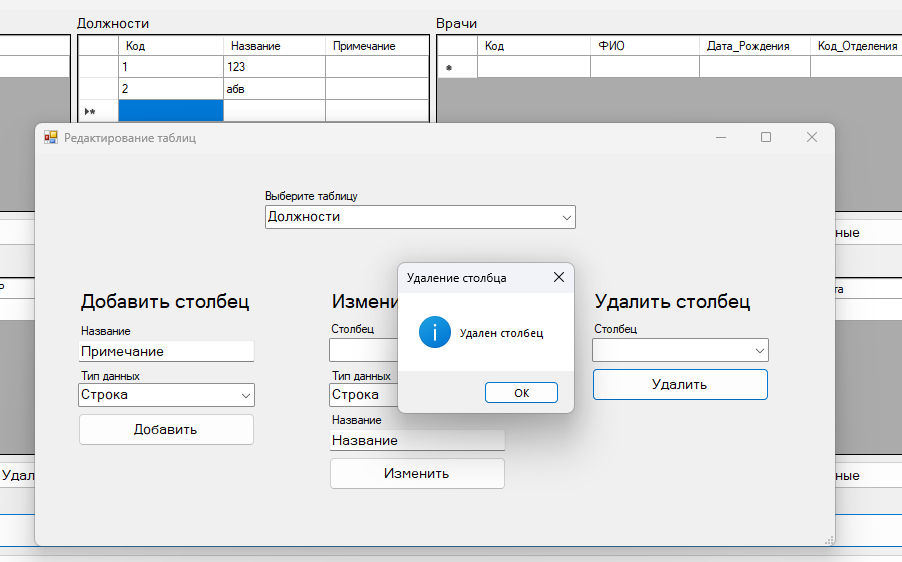 Должности
Врачи
Код Название Примечание
Код ФИО Дата_Рождения Код_Отделения
1 123
2 абв
Редактирование таблиц
Выберите таблицу
Должности
ные
Удаление столбца
Добавить столбец
Измени
Удалить столбец
Название
Столбец
Удален столбец
Столбец
Примечание
Тип данных
Тип данных
Удалить
Строка
Строка
OK
Добавить
Название
Название
Изменить
Удал
ные